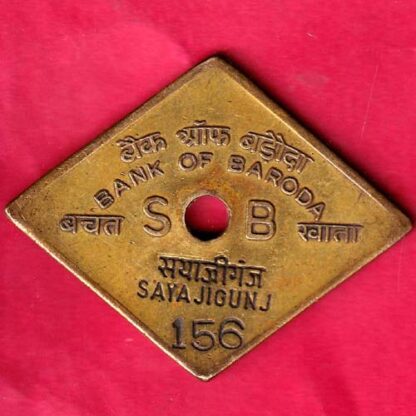 बैंक ऑफ बड़ोदा
BANK OF BARODA
बचत S B खाता
सयाजीगंज
SAYAJIGUNJ
156